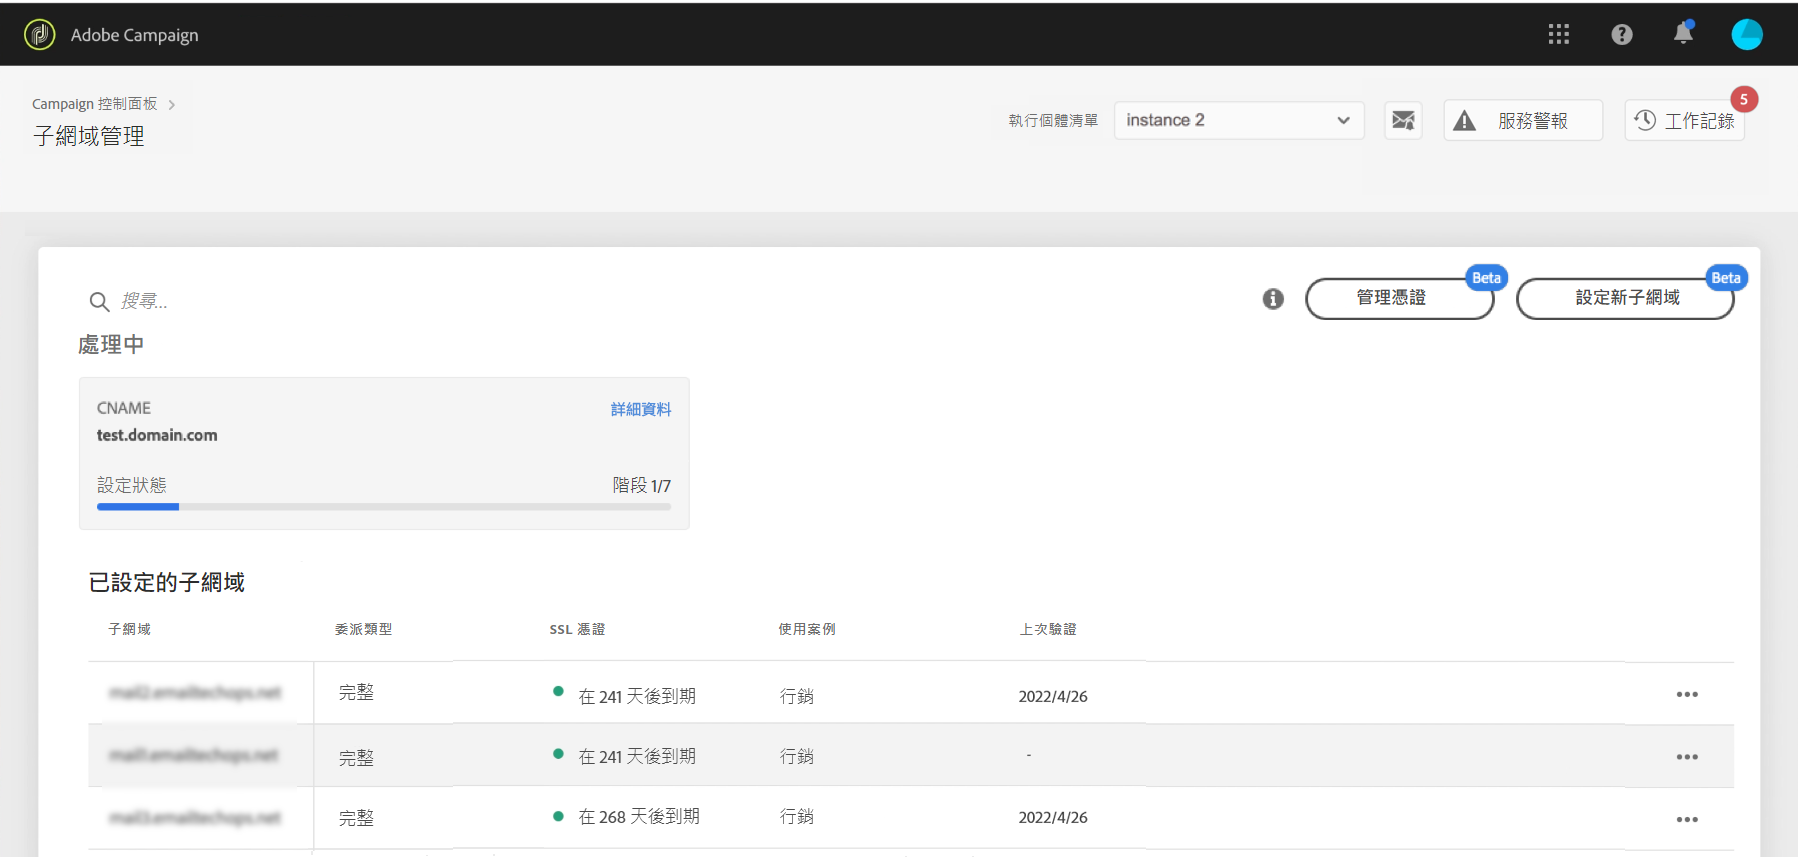 Adobe Campaign
Campaign 控制面板
子網域管理
執行個體清單
instance 2
服務警報
工作記錄
5
搜尋...
管理憑證
Beta
設定新子網域
Beta
處理中
CNAME
詳細資料
test.domain.com
設定狀態
階段 1/7
已設定的子網域
子網域 委派類型 SSL 憑證 使用案例 上次驗證
完整 在 241 天後到期 行銷 2022/4/26
完整 在 241 天後到期 行銷 -
完整 在 268 天後到期 行銷 2022/4/26